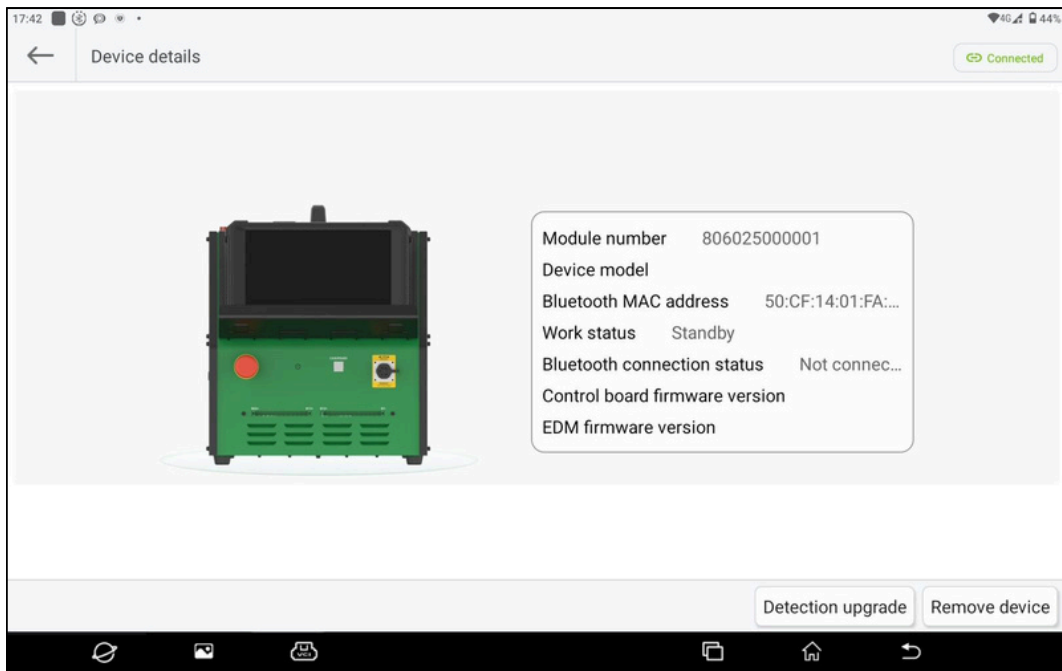 17:42
4G 44%
Device details
Connected
Module number 806025000001
Device model
Bluetooth MAC address 50:CF:14:01:FA:...
Work status Standby
Bluetooth connection status Not connec...
Control board firmware version
EDM firmware version
Detection upgrade
Remove device
VCI